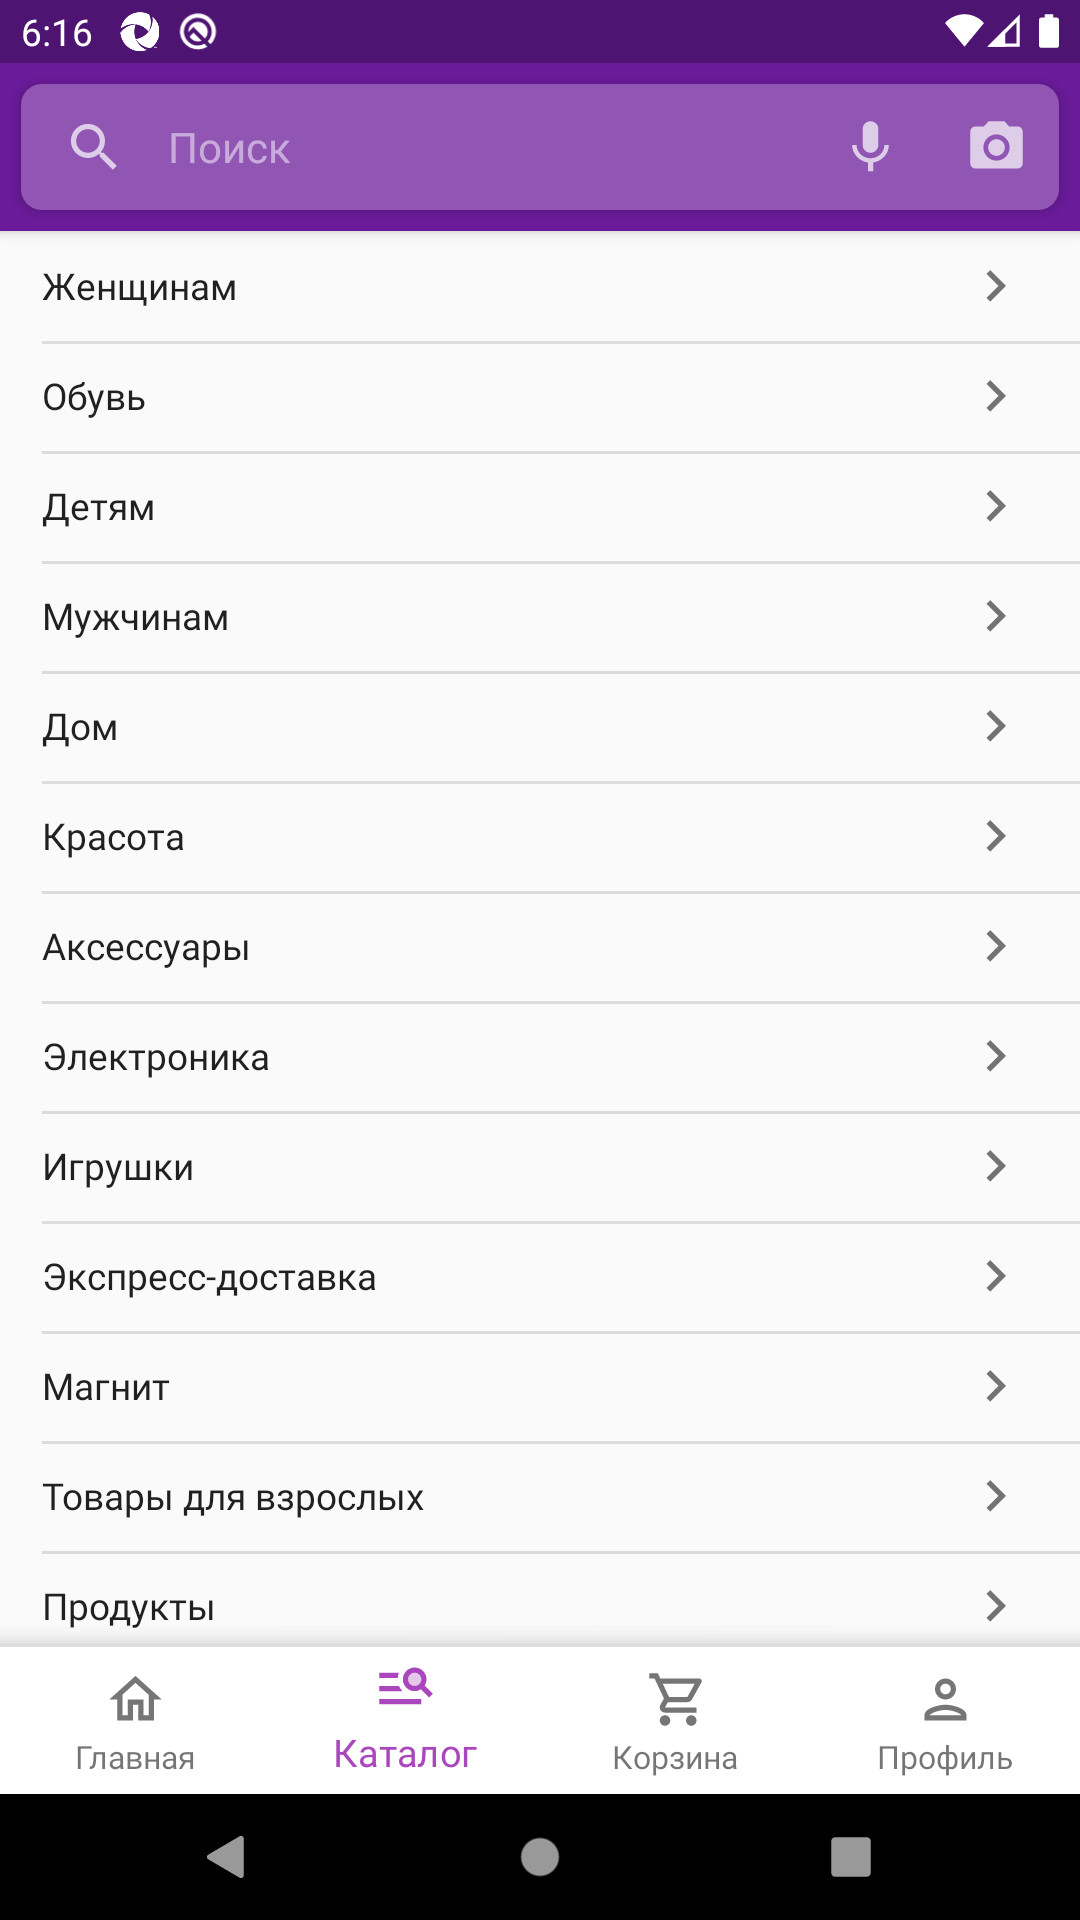 6:16
Поиск
Женщинам
Обувь
Детям
Мужчинам
Дом
Красота
Аксессуары
Электроника
Игрушки
Экспресс-доставка
Магнит
Товары для взрослых
Продукты
Главная
Каталог
Корзина
Профиль